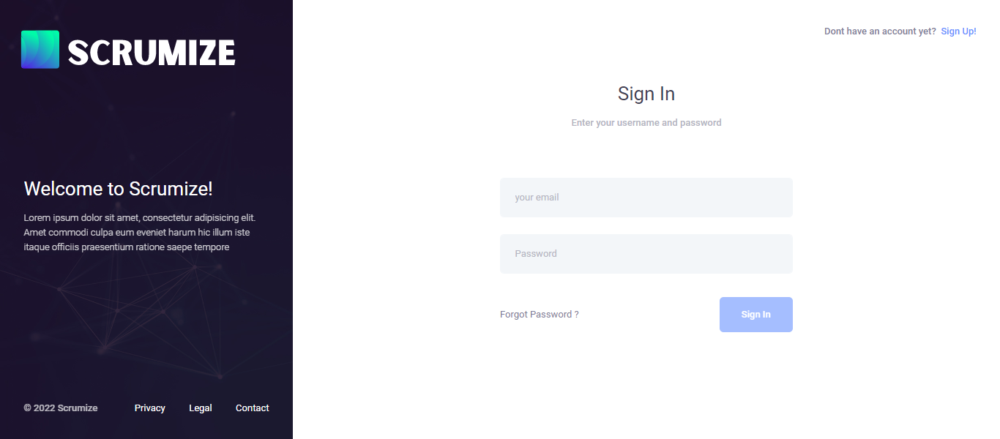 SCRUMIZE
Welcome to Scrumize!
Lorem ipsum dolor sit amet, consectetur adipisicing elit.
Amet commodi culpa eum eveniet harum hic illum iste
itaque officiis praesentium ratione saepe tempore
© 2022 Scrumize
Privacy
Legal
Contact
Dont have an account yet? Sign Up!
Sign In
Enter your username and password
your email
Password
Forgot Password ?
Sign In